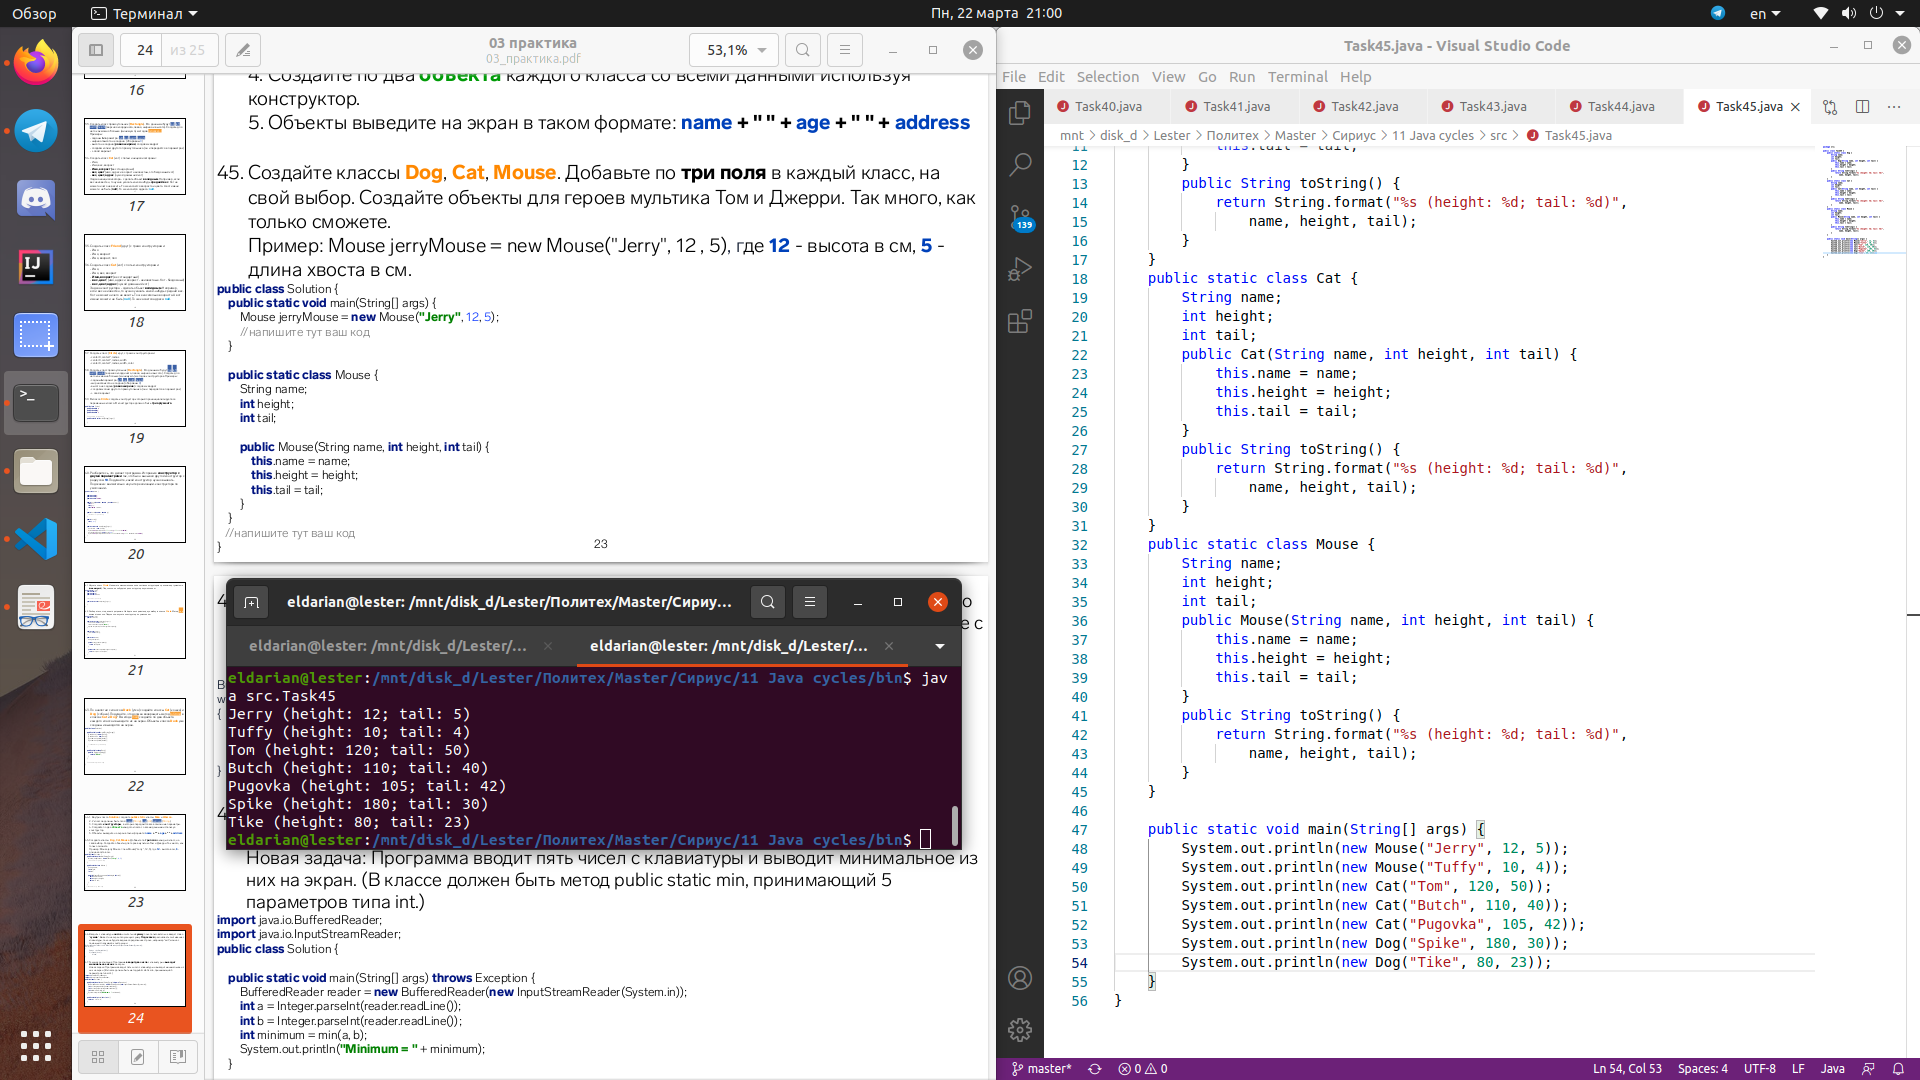 Обзор
Терминал
Пн, 22 марта 21:00
en
24 из 25
03 практика
03_практика.pdf
53,1%
16
17
18
19
20
21
22
23
24
4. Создайте по два объекта каждого класса со всеми данными используя
конструктор.
5. Объекты выведите на экран в таком формате: name + " " + age + " " + address
45. Создайте классы Dog, Cat, Mouse. Добавьте по три поля в каждый класс, на
свой выбор. Создайте объекты для героев мультика Том и Джерри. Так много, как
только сможете.
Пример: Mouse jerryMouse = new Mouse("Jerry", 12 , 5), где 12 - высота в см, 5 -
длина хвоста в см.
public class Solution {
public static void main(String[] args) {
Mouse jerryMouse = new Mouse("Jerry", 12, 5);
//напишите тут ваш код
}
public static class Mouse {
String name;
int height;
int tail;
public Mouse(String name, int height, int tail) {
this.name = name;
this.height = height;
this.tail = tail;
}
}
//напишите тут ваш код
}
23
eldarian@lester: /mnt/disk_d/Lester/Политех/Master/Сириу...
eldarian@lester: /mnt/disk_d/Lester/...
eldarian@lester: /mnt/disk_d/Lester/...
eldarian@lester:/mnt/disk_d/Lester/Политех/Master/Сириус/11 Java cycles/bin$ jav
a src.Task45
Jerry (height: 12; tail: 5)
Tuffy (height: 10; tail: 4)
Tom (height: 120; tail: 50)
Butch (height: 110; tail: 40)
Pugovka (height: 105; tail: 42)
Spike (height: 180; tail: 30)
Tike (height: 80; tail: 23)
eldarian@lester:/mnt/disk_d/Lester/Политех/Master/Сириус/11 Java cycles/bin$
Новая задача: Программа вводит пять чисел с клавиатуры и выводит минимальное из
них на экран. (В классе должен быть метод public static min, принимающий 5
параметров типа int.)
import java.io.BufferedReader;
import java.io.InputStreamReader;
public class Solution {
public static void main(String[] args) throws Exception {
BufferedReader reader = new BufferedReader(new InputStreamReader(System.in));
int a = Integer.parseInt(reader.readLine());
int b = Integer.parseInt(reader.readLine());
int minimum = min(a, b);
System.out.println("Minimum = " + minimum);
}
Task45.java - Visual Studio Code
File Edit Selection View Go Run Terminal Help
Task40.java Task41.java Task42.java Task43.java Task44.java Task45.java
mnt > disk_d > Lester > Политех > Master > Сириус > 11 Java cycles > src > Task45.java
139
11 this.tail = tail;
12 }
13 public String toString() {
14 return String.format("%s (height: %d; tail: %d)",
15 name, height, tail);
16 }
17 }
18 public static class Cat {
19 String name;
20 int height;
21 int tail;
22 public Cat(String name, int height, int tail) {
23 this.name = name;
24 this.height = height;
25 this.tail = tail;
26 }
27 public String toString() {
28 return String.format("%s (height: %d; tail: %d)",
29 name, height, tail);
30 }
31 }
32 public static class Mouse {
33 String name;
34 int height;
35 int tail;
36 public Mouse(String name, int height, int tail) {
37 this.name = name;
38 this.height = height;
39 this.tail = tail;
40 }
41 public String toString() {
42 return String.format("%s (height: %d; tail: %d)",
43 name, height, tail);
44 }
45 }
46
47 public static void main(String[] args) {
48 System.out.println(new Mouse("Jerry", 12, 5));
49 System.out.println(new Mouse("Tuffy", 10, 4));
50 System.out.println(new Cat("Tom", 120, 50));
51 System.out.println(new Cat("Butch", 110, 40));
52 System.out.println(new Cat("Pugovka", 105, 42));
53 System.out.println(new Dog("Spike", 180, 30));
54 System.out.println(new Dog("Tike", 80, 23));
55 }
56 }
master* 0 0
Ln 54, Col 53 Spaces: 4 UTF-8 LF Java